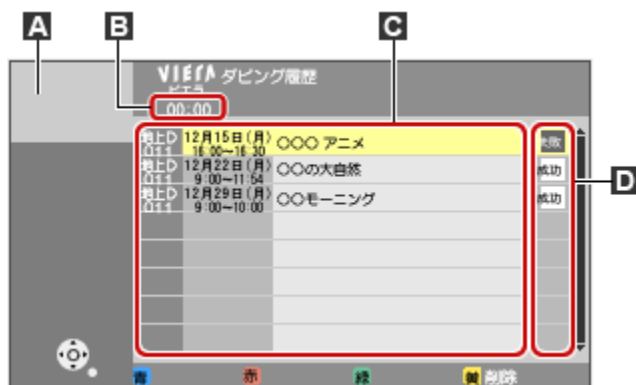 A
B
C
VIErA ダビング履歴
ビエラ
00:00
地上D 12月15日(月) ○○○ アニメ 失敗
011 16:00~16:30
地上D 12月22日(月) ○○の大自然 成功
011 9:00~11:54
地上D 12月29日(月) ○○モーニング 成功
011 9:00~10:00
D
青 赤 緑 黄 削除